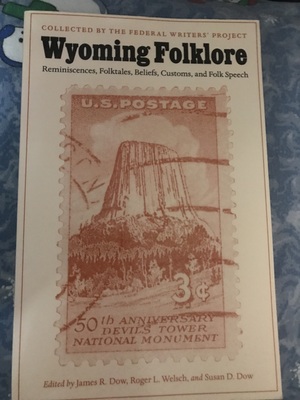 COLLECTED BY THE FEDERAL WRITERS' PROJECT
Wyoming Folklore
Reminiscences, Folktales, Beliefs, Customs, and Folk Speech
U.S. POSTAGE
3¢
50th ANNIVERSARY
DEVILS TOWER
NATIONAL MONUMENT
Edited by James R. Dow, Roger L. Welsch, and Susan D. Dow